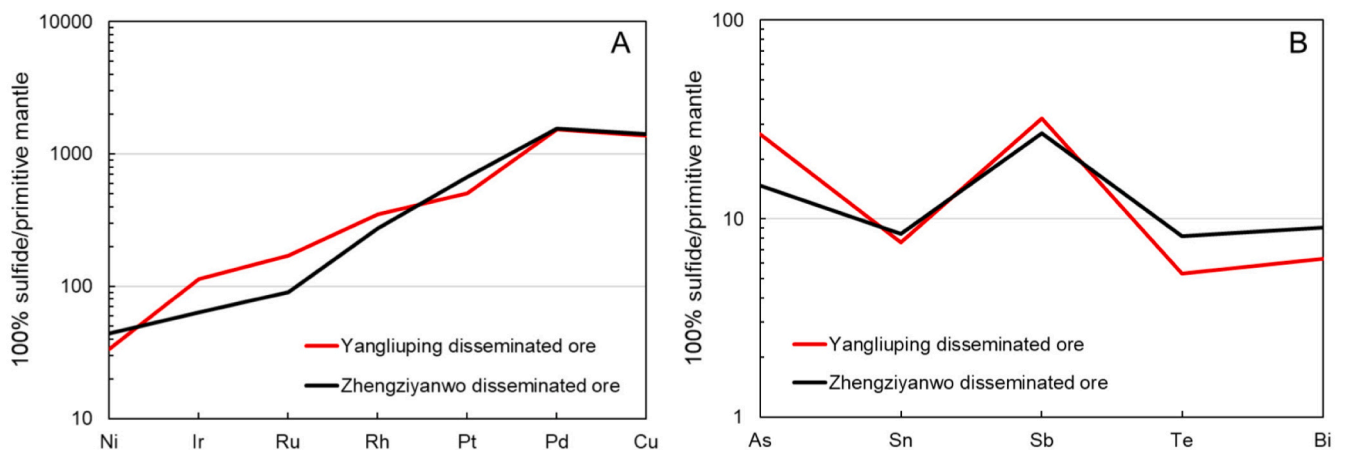 A
100% sulfide/primitive mantle
10000
1000
100
10
Yangliuping disseminated ore
Zhengziyanwo disseminated ore
Ni Ir Ru Rh Pt Pd Cu
B
100% sulfide/primitive mantle
100
10
1
Yangliuping disseminated ore
Zhengziyanwo disseminated ore
As Sn Sb Te Bi